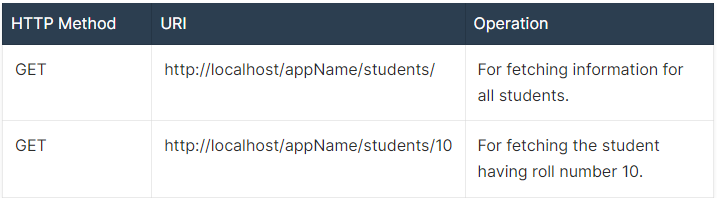 HTTP Method URI Operation
GET http://localhost/appName/students/ For fetching information for
all students.
GET http://localhost/appName/students/10 For fetching the student
having roll number 10.